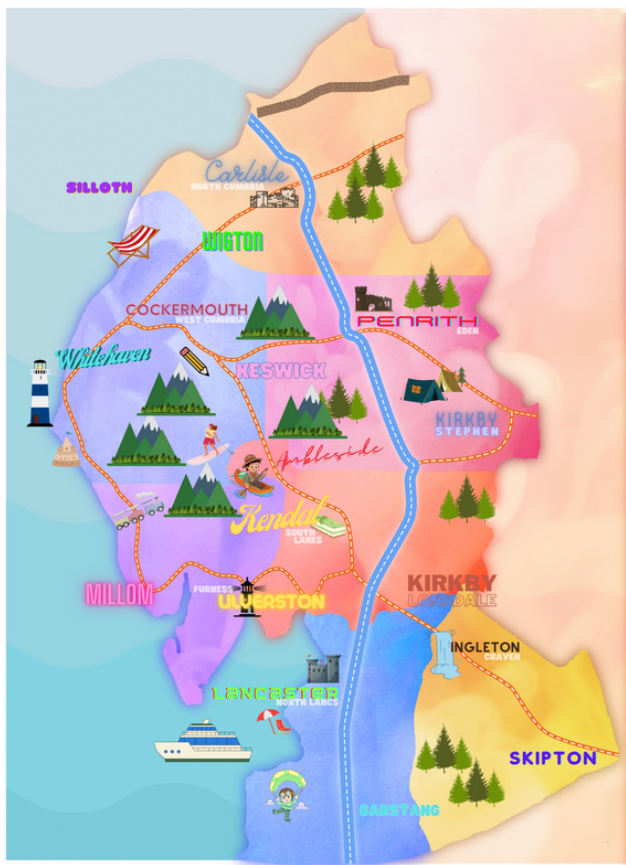 Carlisle
NORTH CUMBRIA
SILLOTH
WIGTON
COCKERMOUTH
WEST CUMBRIA
PENRITH
EDEN
Whitehaven
KESWICK
KIRKBY
STEPHEN
Ambleside
Kendal
SOUTH
LAKES
KIRKBY
LONSDALE
MILLOM
FURNESS
ULVERSTON
INGLETON
CRAVEN
LANCASTER
NORTH LANCS
SKIPTON
GARSTANG